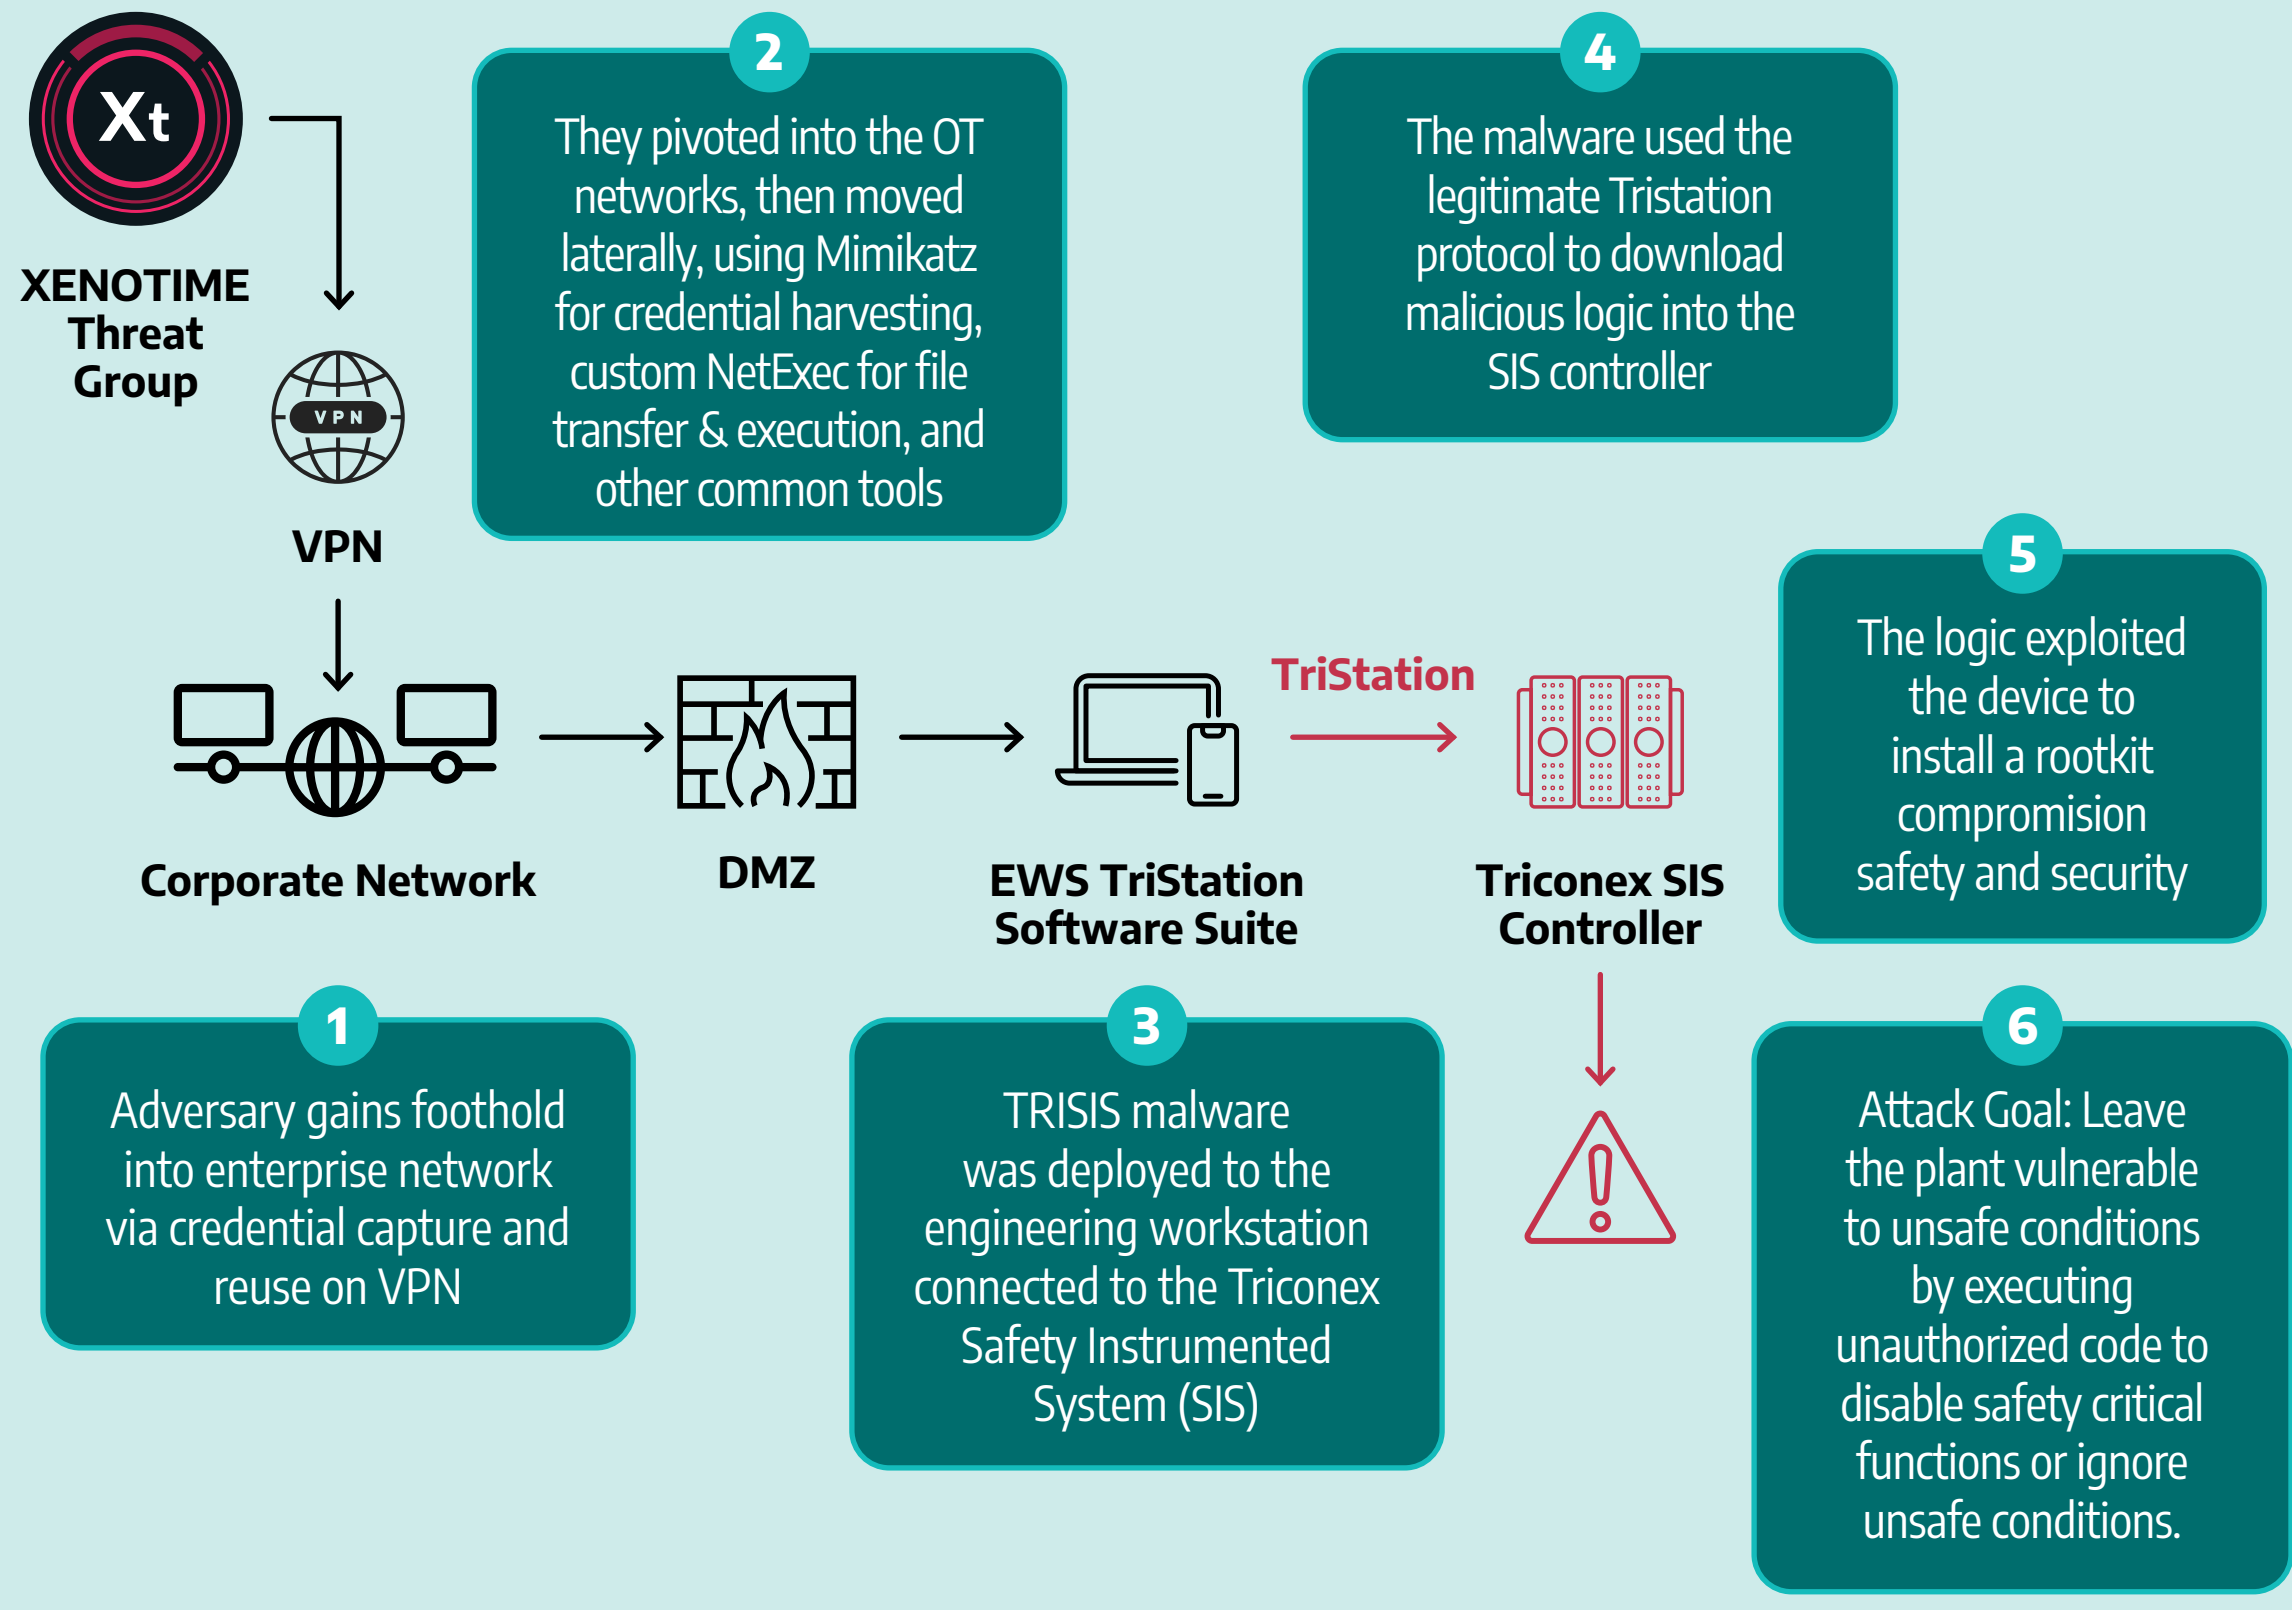 Xt
XENOTIME
Threat
Group
VPN
VPN
2
They pivoted into the OT
networks, then moved
laterally, using Mimikatz
for credential harvesting,
custom NetExec for file
transfer & execution, and
other common tools
4
The malware used the
legitimate Tristation
protocol to download
malicious logic into the
SIS controller
5
The logic exploited
the device to
install a rootkit
compromision
safety and security
Corporate Network
DMZ
EWS TriStation
Software Suite
TriStation
Triconex SIS
Controller
1
Adversary gains foothold
into enterprise network
via credential capture and
reuse on VPN
3
TRISIS malware
was deployed to the
engineering workstation
connected to the Triconex
Safety Instrumented
System (SIS)
6
Attack Goal: Leave
the plant vulnerable
to unsafe conditions
by executing
unauthorized code to
disable safety critical
functions or ignore
unsafe conditions.